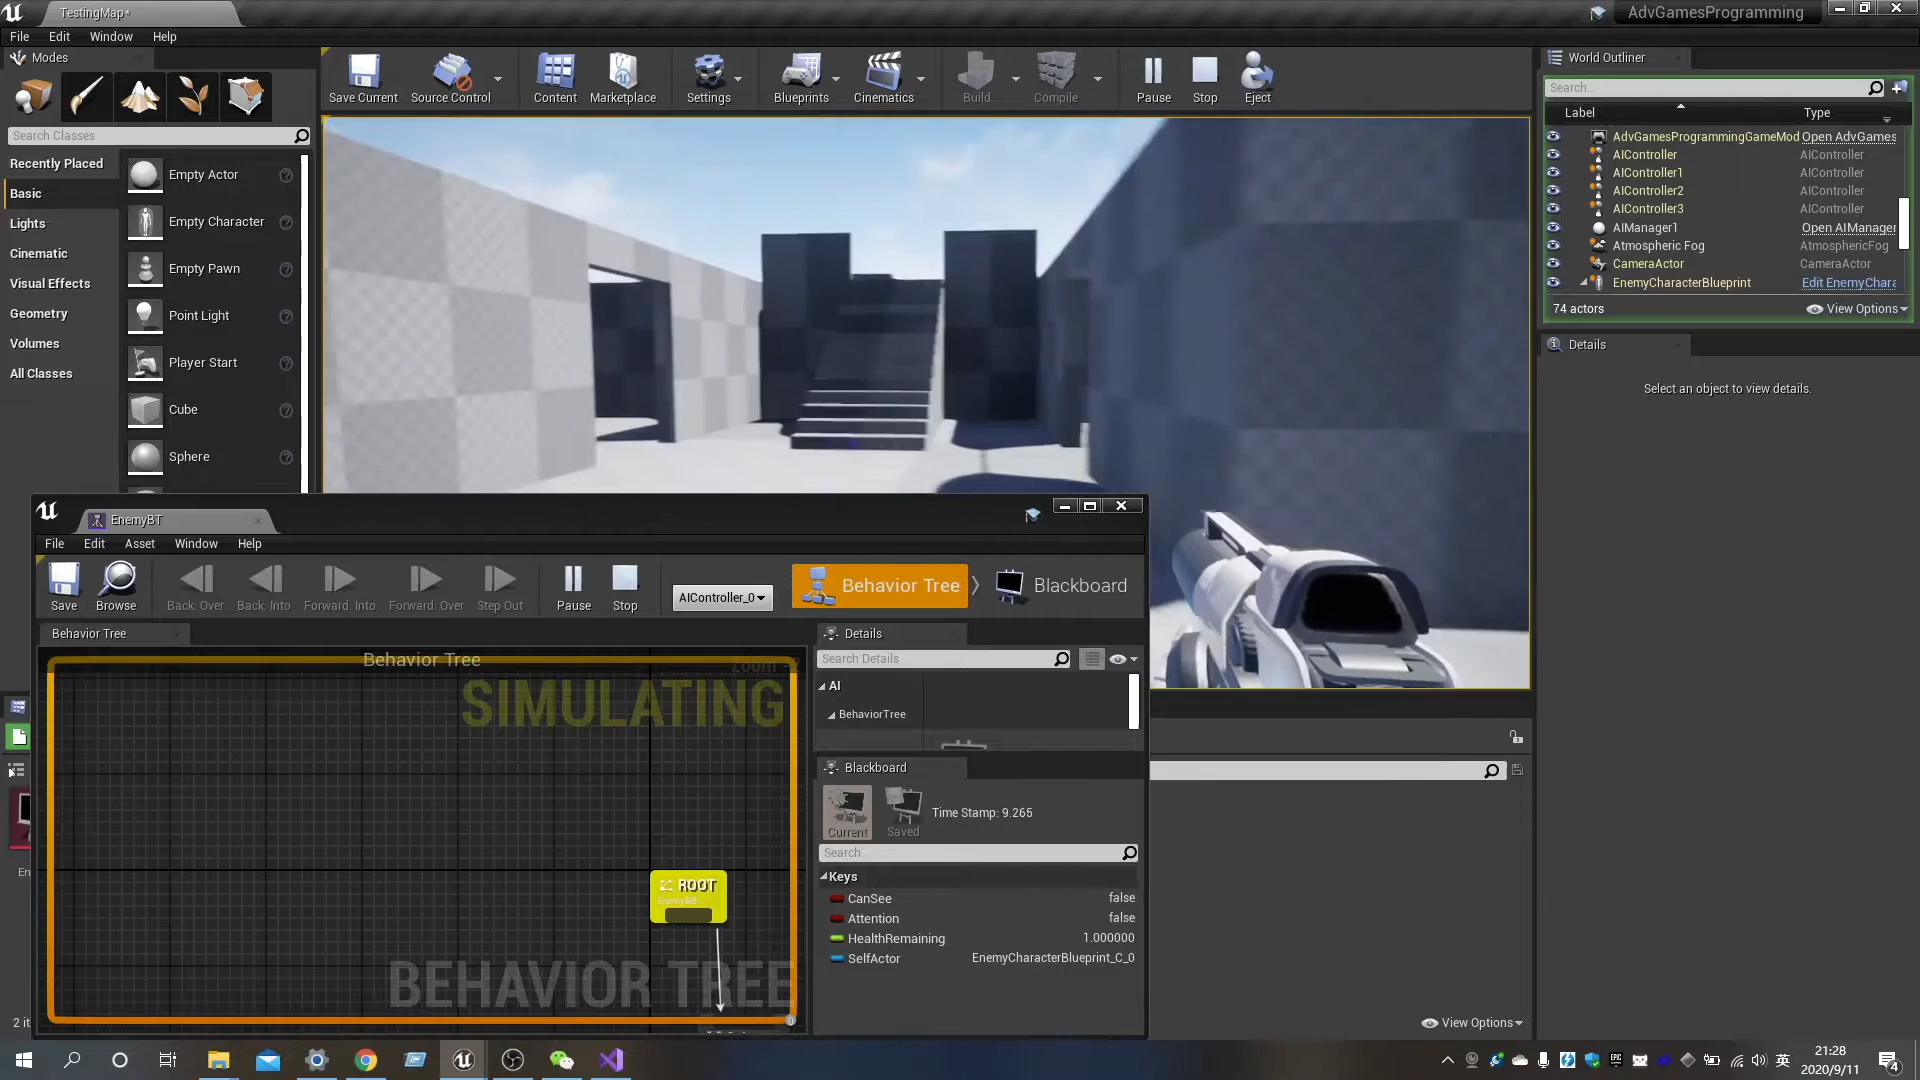 TestingMap*
AdvGamesProgramming
File Edit Window Help
Modes
Search Classes
Recently Placed
Basic
Lights
Cinematic
Visual Effects
Geometry
Volumes
All Classes
Empty Actor
Empty Character
Empty Pawn
Point Light
Player Start
Cube
Sphere
Save Current
Source Control
Content
Marketplace
Settings
Blueprints
Cinematics
Build
Compile
Pause
Stop
Eject
World Outliner
Search...
Label Type
AdvGamesProgrammingGameMod Open AdvGames
AIController AIController
AIController1 AIController
AIController2 AIController
AIController3 AIController
AIManager1 Open AIManager
Atmospheric Fog AtmosphericFog
CameraActor CameraActor
EnemyCharacterBlueprint Edit EnemyChara
74 actors
View Options
Details
Select an object to view details.
EnemyBT
File Edit Asset Window Help
Save
Browse
Back: Over
Back: Into
Forward: Into
Forward: Over
Step Out
Pause
Stop
AIController_0
Behavior Tree
Blackboard
Behavior Tree
Behavior Tree
Zoom
SIMULATING
ROOT
EnemyBB
BEHAVIOR TREE
Details
Search Details
AI
BehaviorTree
Blackboard
Current
Saved
Time Stamp: 9.265
Search
Keys
CanSee false
Attention false
HealthRemaining 1.000000
SelfActor EnemyCharacterBlueprint_C_0
En
2 it
View Options
英
21:28
2020/9/11
4